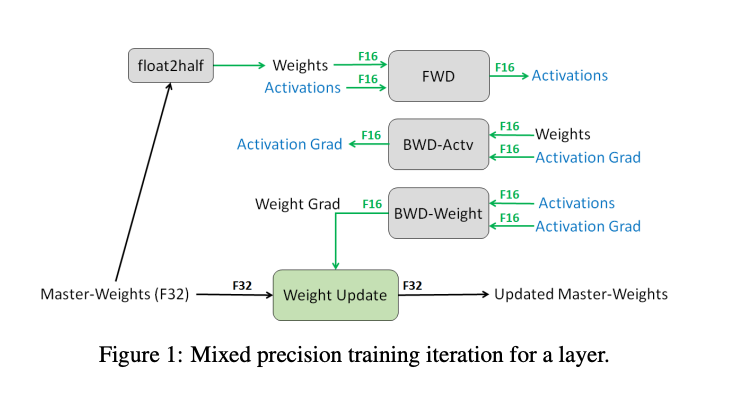 float2half
Weights
F16
Activations
F16
FWD
F16
Activations
Activation Grad
F16
BWD-Actv
F16
Weights
F16
Activation Grad
Weight Grad
F16
BWD-Weight
F16
Activations
F16
Activation Grad
Master-Weights (F32)
F32
Weight Update
F32
Updated Master-Weights
Figure 1: Mixed precision training iteration for a layer.